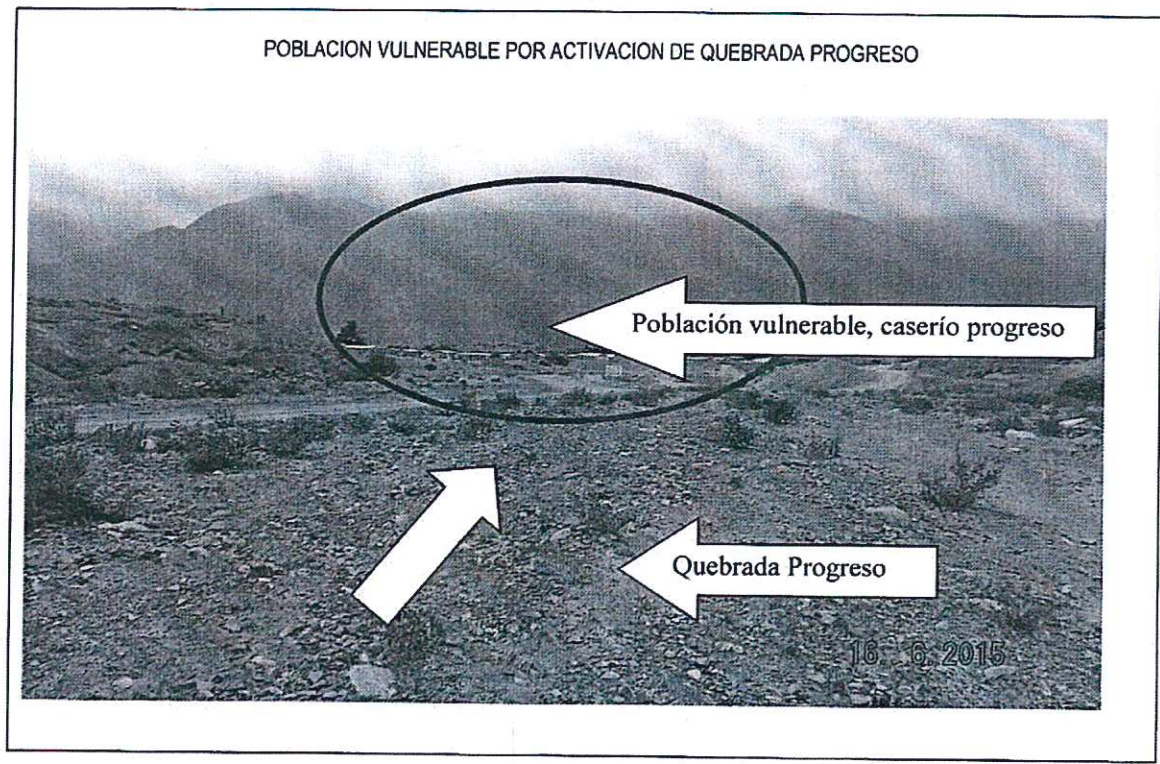 POBLACION VULNERABLE POR ACTIVACION DE QUEBRADA PROGRESO
Población vulnerable, caserío progreso
Quebrada Progreso
16 6 2015